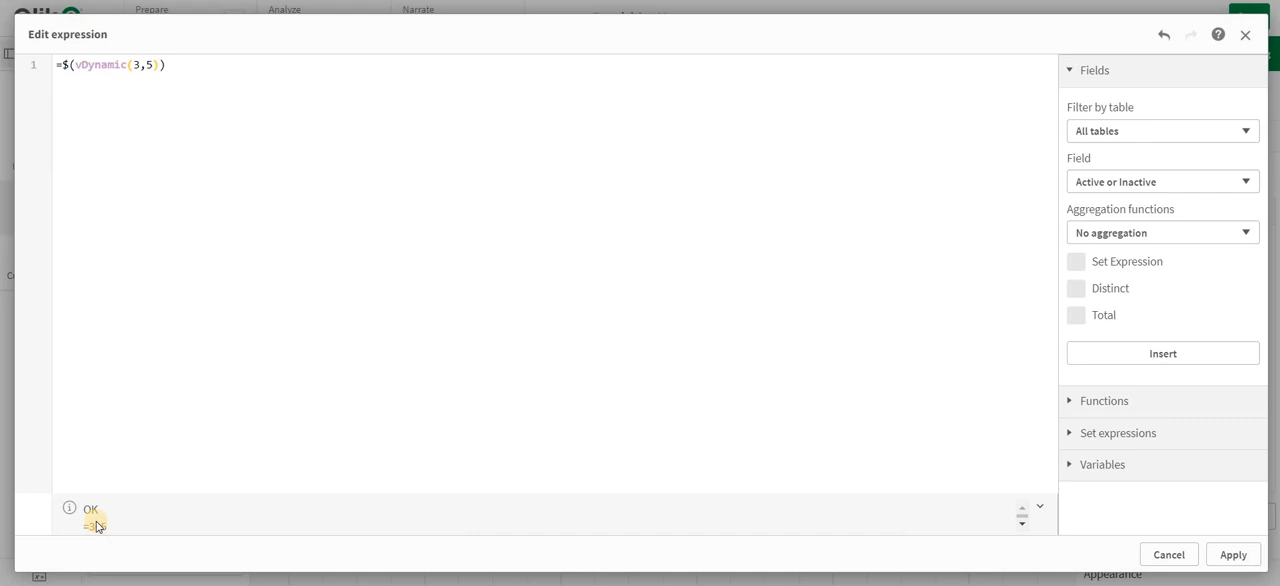 Prepare
Analyze
Narrate
Edit expression
1
=$(vDynamic(3,5))
Fields
Filter by table
All tables
Field
Active or Inactive
Aggregation functions
No aggregation
Set Expression
Distinct
Total
Insert
Functions
Set expressions
Variables
OK
Cancel
Apply
Appearance